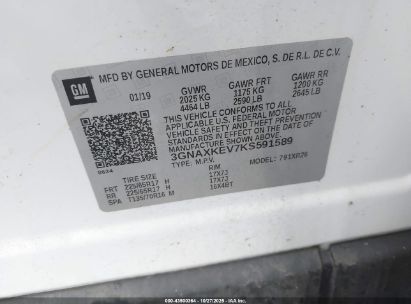 GM
MFD BY GENERAL MOTORS DE MEXICO, S. DE R.L. DE C.V.
01/19 GVWR GAWR FRT GAWR RR
2025 KG 1175 KG 1200 KG
4464 LB 2590 LB 2645 LB
THIS VEHICLE CONFORMS TO ALL
APPLICABLE U.S. FEDERAL MOTOR
VEHICLE SAFETY, BUMPER, AND THEFT
PREVENTION STANDARDS IN EFFECT ON
THE DATE OF MANUFACTURE SHOWN ABOVE.
3GNAXKEV7KS591589
TYPE: M.P.V. MODEL: 791XR26
TIRE SIZE RIM
FRT 225/65R17 H 17X7J
RR 225/65R17 H 17X7J
SPA T135/70R16 M 16X4BT